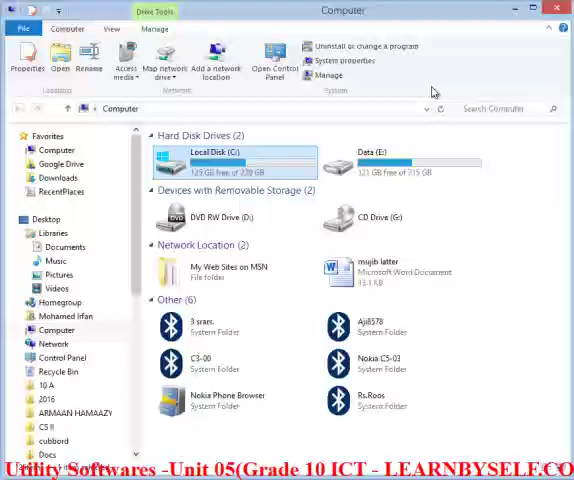 Drive Tools
Computer
File
Computer
View
Manage
Properties
Open
Rename
Access media
Map network drive
Add a network location
Open Control Panel
Uninstall or change a program
System properties
Manage
Location
Network
System
Computer
Search Computer
Favorites
Computer
Google Drive
Downloads
RecentPlaces
Desktop
Libraries
Documents
Music
Pictures
Videos
Homegroup
Mohamed Irfan
Computer
Network
Control Panel
Recycle Bin
10 A
2016
ARMAAN HAMAAZY
CS II
cubbord
Docs
Hard Disk Drives (2)
Local Disk (C:)
125 GB free of 220 GB
Data (E:)
121 GB free of 215 GB
Devices with Removable Storage (2)
DVD RW Drive (D:)
CD Drive (G:)
Network Location (2)
My Web Sites on MSN
File folder
mujib latter
Microsoft Word Document
13.1 KB
Other (6)
3 srars.
System Folder
Aji8578
System Folder
C3-00
System Folder
Nokia C5-03
System Folder
Nokia Phone Browser
System Folder
Rs.Roos
System Folder
Utility Softwares -Unit 05(Grade 10 ICT - LEARNBYSELF.CO